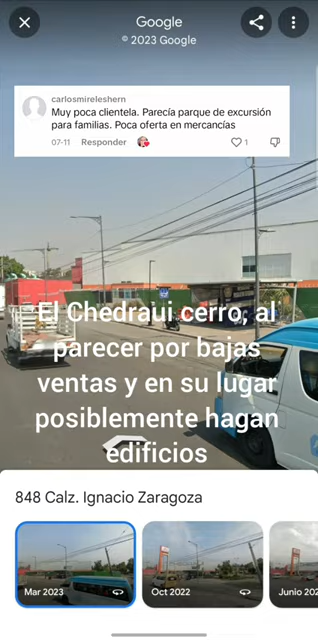 Google
© 2023 Google
carlosmireleshern
Muy poca clientela. Parecía parque de excursión
para familias. Poca oferta en mercancías
07-11 Responder 1
El Chedraui cerro, al
parecer por bajas
ventas y en su lugar
posiblemente hagan
edificios
848 Calz. Ignacio Zaragoza
Mar 2023
Oct 2022
Junio 202